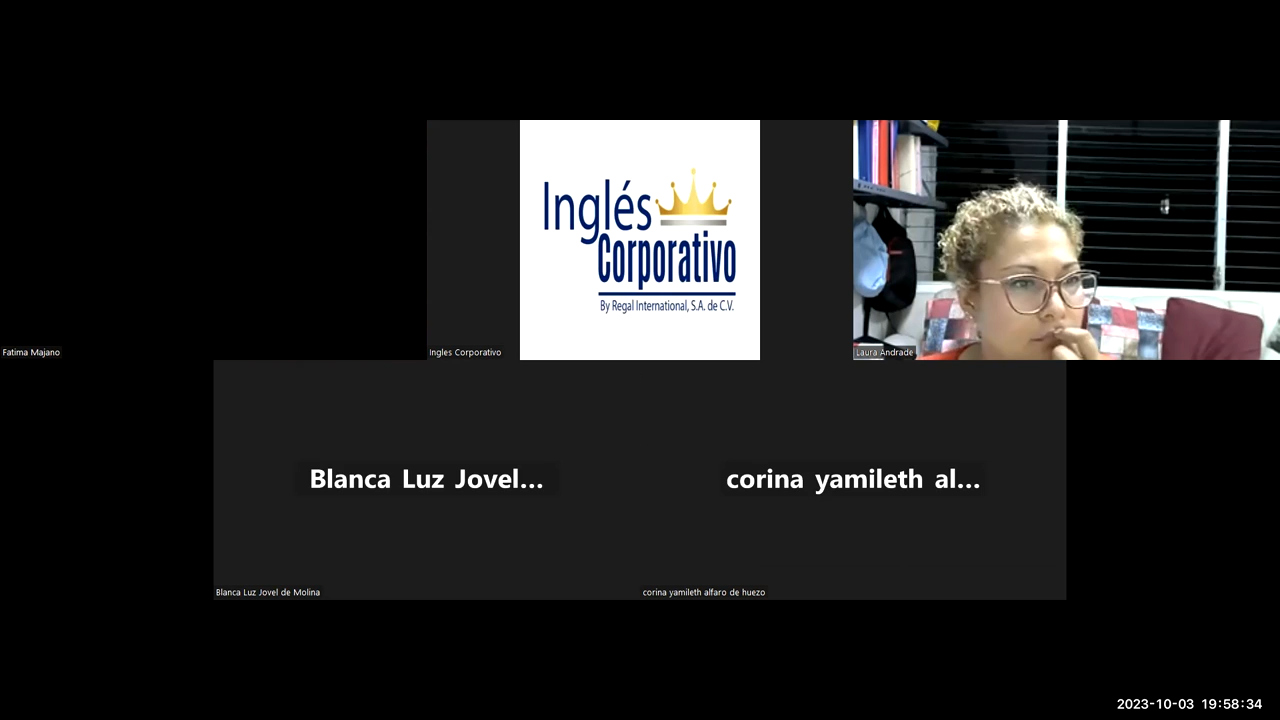 Inglés
Corporativo
By Regal International, S.A. de C.V.
Fatima Majano
Ingles Corporativo
Laura Andrade
Blanca Luz Jovel...
corina yamileth al...
Blanca Luz Jovel de Molina
corina yamileth alfaro de huezo
2023-10-03 19:58:34